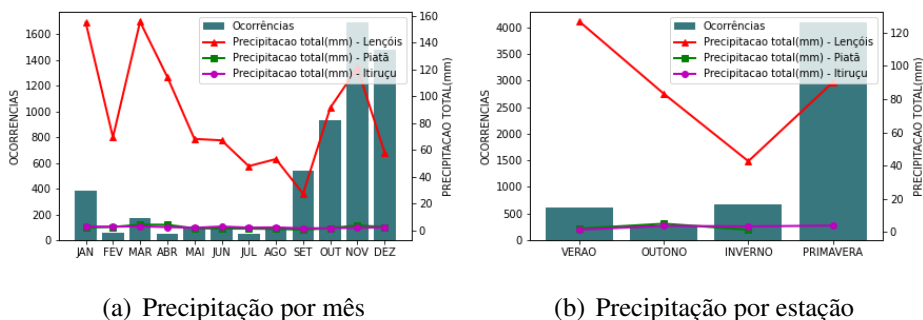 1600
1400
1200
1000
800
600
400
200
0
OCORRENCIAS
160
140
120
100
80
60
40
20
0
PRECIPITACAO TOTAL(mm)
Ocorrências
Precipitacao total(mm) - Lençóis
Precipitacao total(mm) - Piatã
Precipitacao total(mm) - Itiruçu
JAN FEV MAR ABR MAI JUN JUL AGO SET OUT NOV DEZ
(a) Precipitação por mês
4000
3500
3000
2500
2000
1500
1000
500
0
OCORRENCIAS
120
100
80
60
40
20
0
PRECIPITACAO TOTAL(mm)
Ocorrências
Precipitacao total(mm) - Lençóis
Precipitacao total(mm) - Piatã
Precipitacao total(mm) - Itiruçu
VERAO OUTONO INVERNO PRIMAVERA
(b) Precipitação por estação